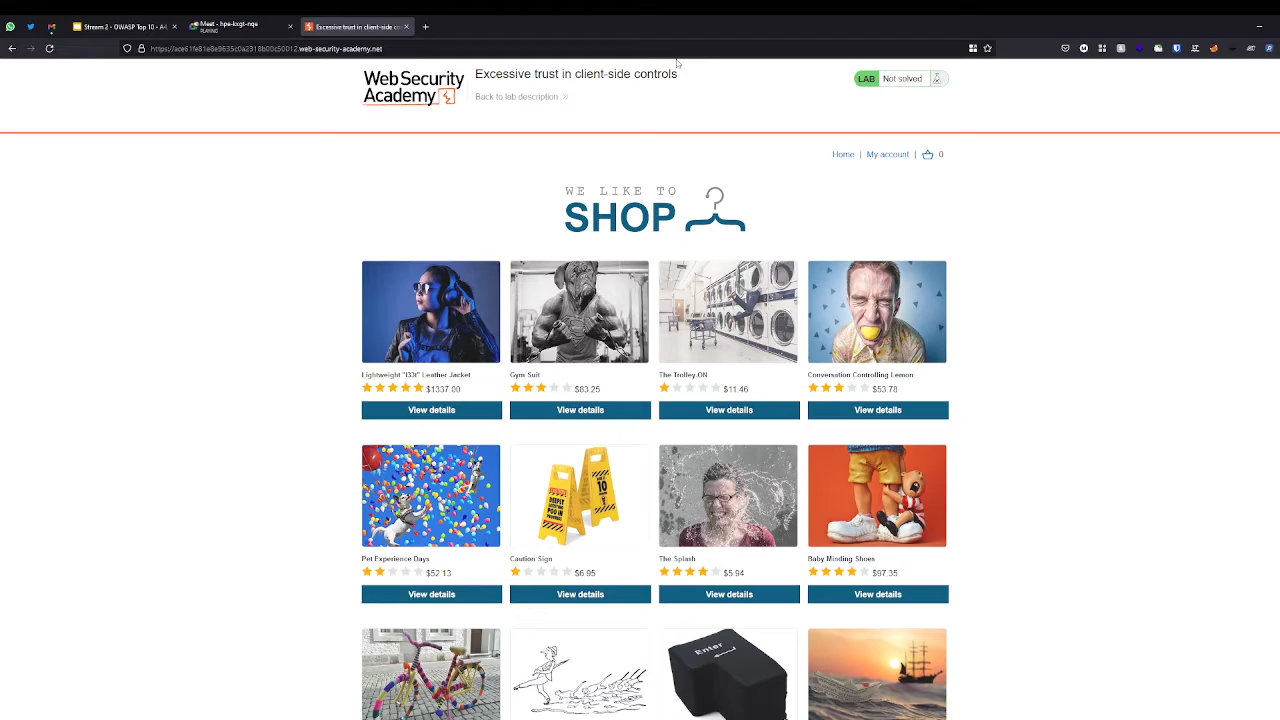 Stream 2 - OWASP Top 10 - A4.
Meet - hpe-kxgt-nqe
PLAYING
Excessive trust in client-side co
https://ace61fe81e8e9635c0a2318b00c50012.web-security-academy.net
WebSecurity
Academy
Excessive trust in client-side controls
Back to lab description
LAB Not solved
Home | My account | 0
WE LIKE TO
SHOP
Lightweight "l33t" Leather Jacket
$1337.00
View details
Gym Suit
$83.25
View details
The Trolley-ON
$11.46
View details
Conversation Controlling Lemon
$53.78
View details
Pet Experience Days
$52.13
View details
Caution Sign
$6.95
View details
The Splash
$5.94
View details
Baby Minding Shoes
$97.35
View details
Enter